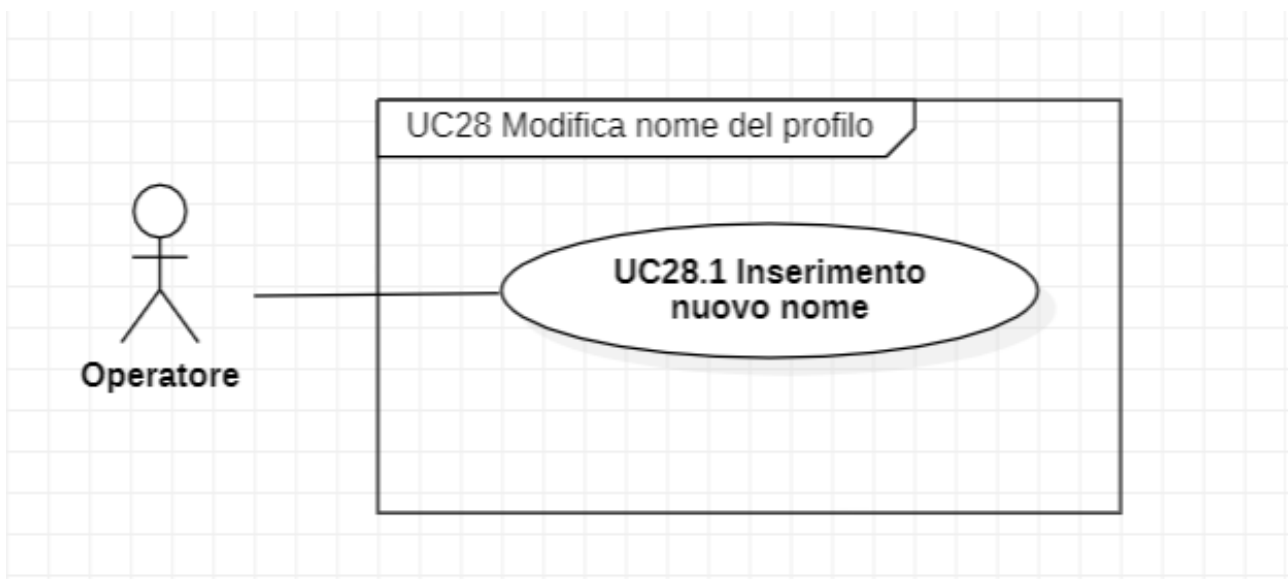 UC28 Modifica nome del profilo
UC28.1 Inserimento
nuovo nome
Operatore